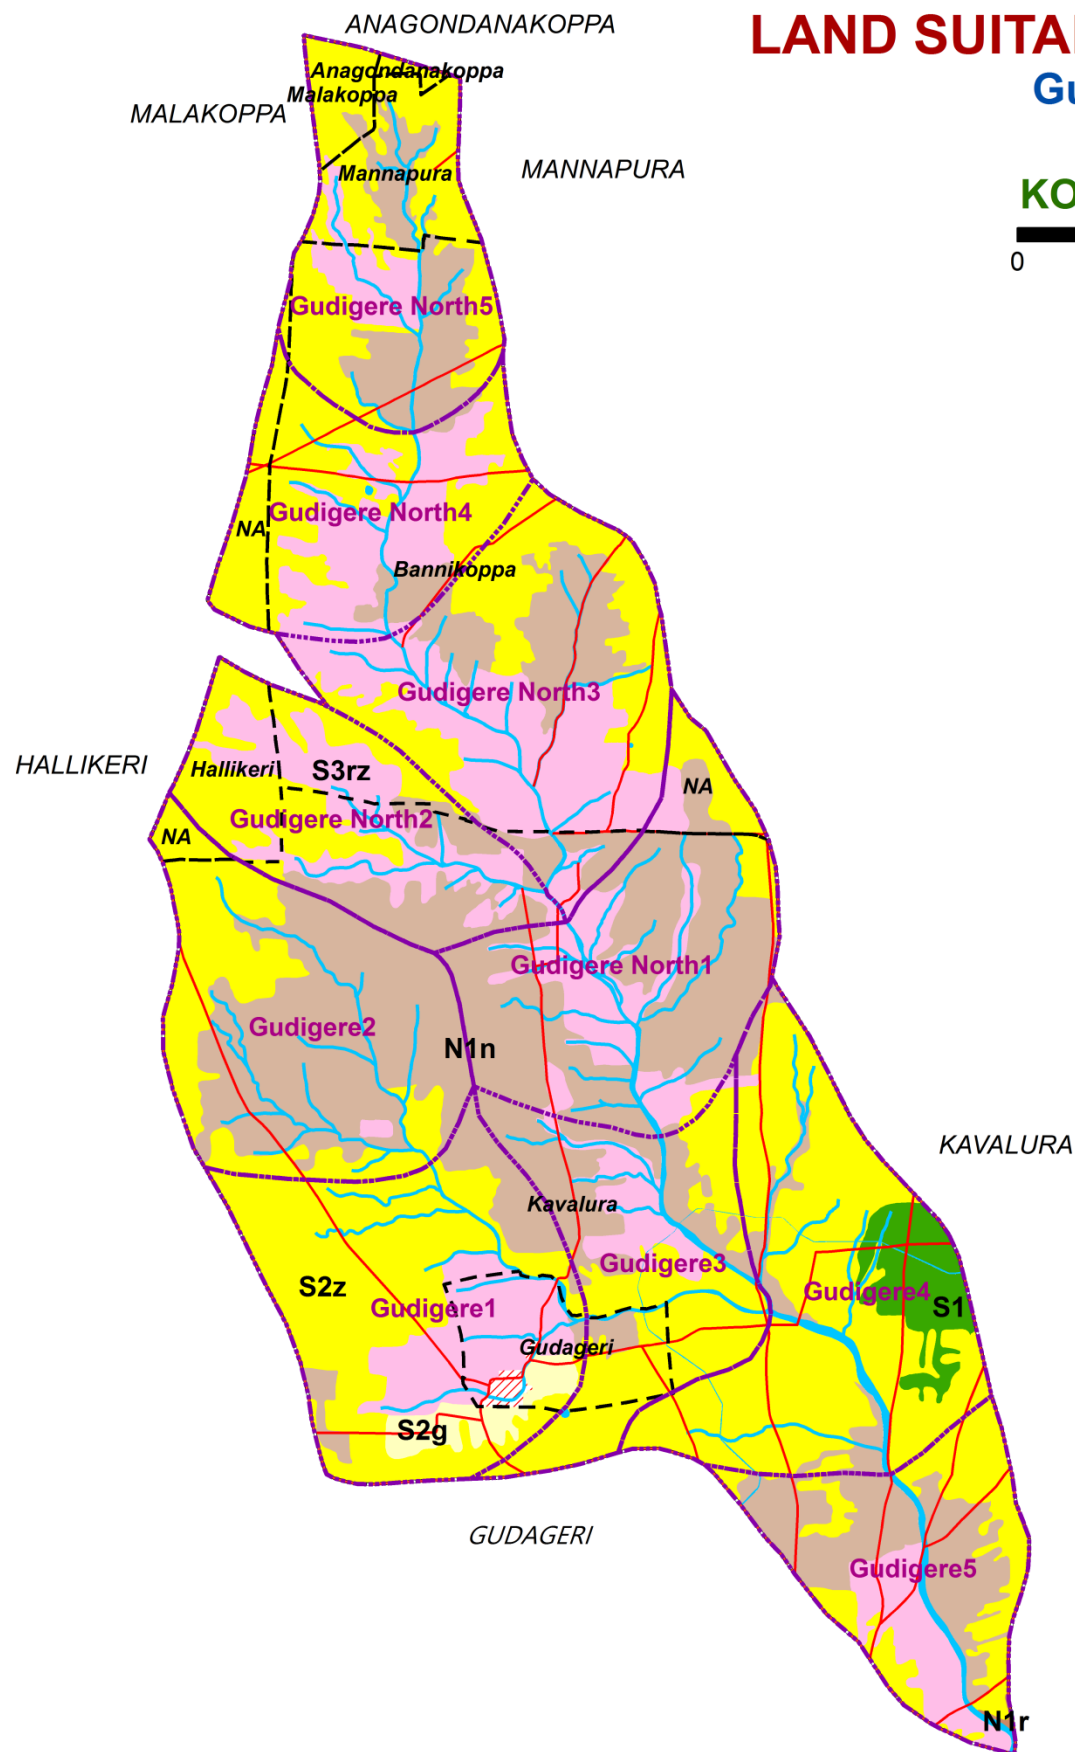 ANAGONDANAKOPPA
LAND SUITA
Gu
Anagondanakoppa
Malakoppa
MALAKOPPA
Mannapura
MANNAPURA
KO
0
Gudigere North5
Gudigere North4
NA
Bannikoppa
Gudigere North3
HALLIKERI
Hallikeri
S3rz
NA
Gudigere North2
NA
Gudigere North1
Gudigere2
N1n
KAVALURA
Kavalura
Gudigere3
S2z
Gudigere4
Gudigere1
S1
Gudageri
S2g
GUDAGERI
Gudigere5
N1r